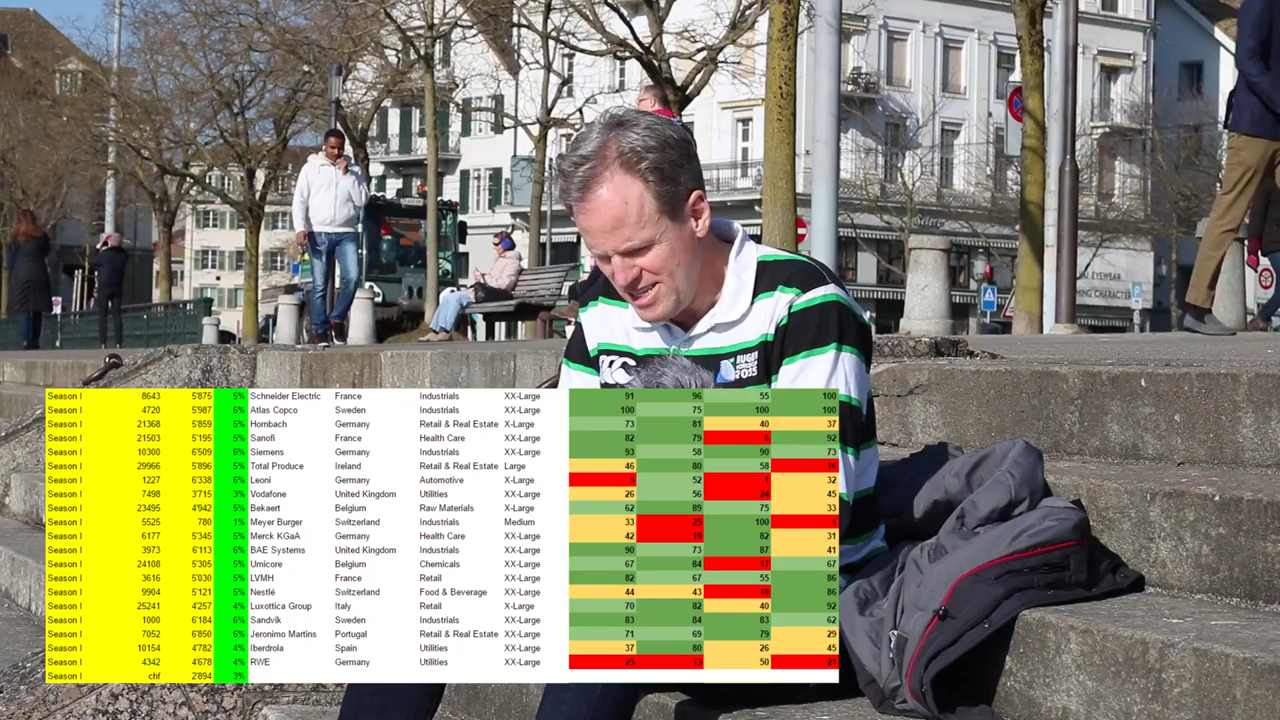 Selecta
EYEWEAR
MING CHARACTER
CCC
RUGBY
WORLD CUP
2015
Season I 8643 5'875 5% Schneider Electric France Industrials XX-Large 91 96 55 100
Season I 4720 5'987 6% Atlas Copco Sweden Industrials XX-Large 100 75 100 100
Season I 21368 5'859 5% Hornbach Germany Retail & Real Estate X-Large 73 81 40 37
Season I 21503 5'195 5% Sanofi France Health Care XX-Large 82 79 6 92
Season I 10300 6'509 6% Siemens Germany Industrials XX-Large 93 58 90 73
Season I 29966 5'896 5% Total Produce Ireland Retail & Real Estate Large 46 80 58 16
Season I 1227 6'338 6% Leoni Germany Automotive X-Large 5 52 1 32
Season I 7498 3'715 3% Vodafone United Kingdom Utilities XX-Large 26 56 24 45
Season I 23495 4'942 5% Bekaert Belgium Raw Materials X-Large 62 89 75 33
Season I 5525 780 1% Meyer Burger Switzerland Industrials Medium 33 25 100 1
Season I 6177 5'345 5% Merck KGaA Germany Health Care XX-Large 42 19 82 31
Season I 3973 6'113 6% BAE Systems United Kingdom Industrials XX-Large 90 73 87 41
Season I 24108 5'305 5% Umicore Belgium Chemicals XX-Large 67 84 17 67
Season I 3616 5'030 5% LVMH France Retail XX-Large 82 67 55 86
Season I 9904 5'121 5% Nestlé Switzerland Food & Beverage XX-Large 44 43 19 86
Season I 25241 4'257 4% Luxottica Group Italy Retail X-Large 70 82 40 92
Season I 1000 6'184 6% Sandvik Sweden Industrials XX-Large 83 84 83 62
Season I 7052 6'850 6% Jeronimo Martins Portugal Retail & Real Estate XX-Large 71 69 79 29
Season I 10154 4'782 4% Iberdrola Spain Utilities XX-Large 37 80 26 45
Season I 4342 4'678 4% RWE Germany Utilities XX-Large 25 13 50 21
Season I chf 2'894 3%